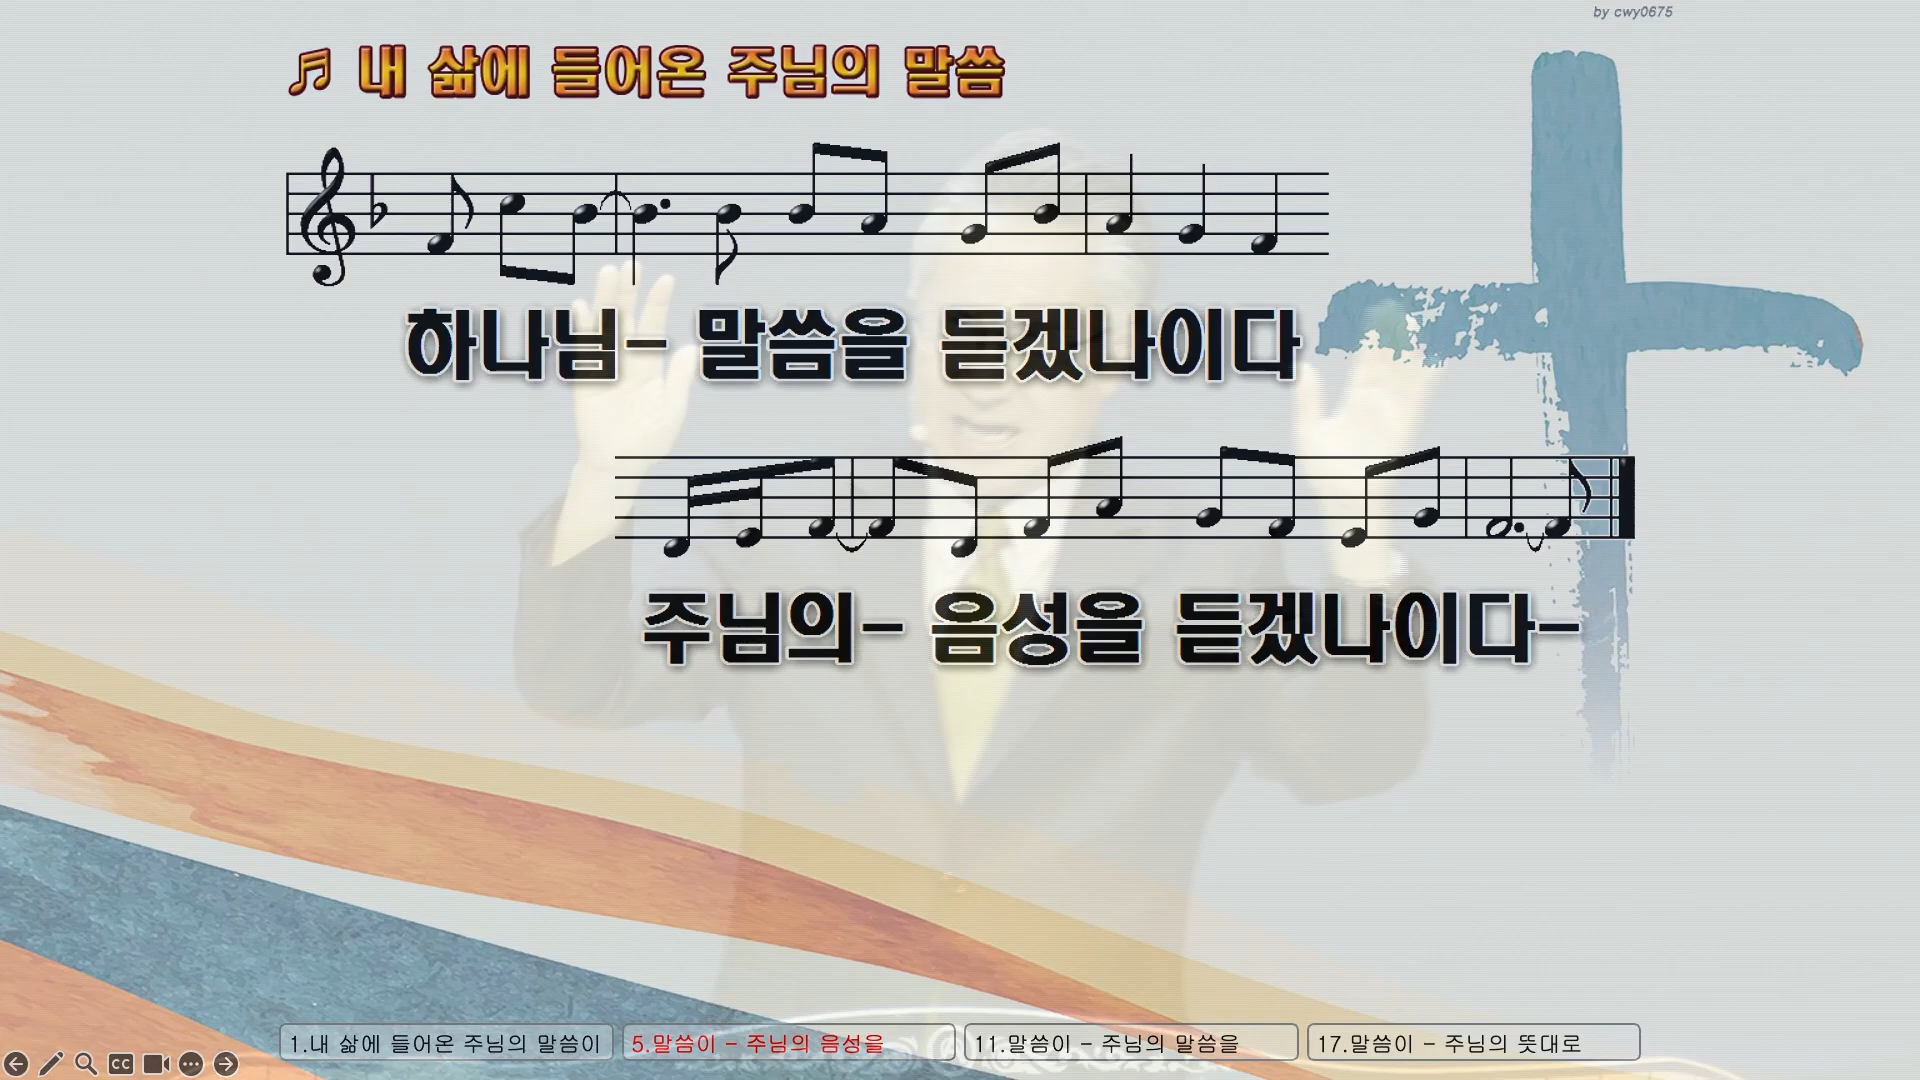 by cwy0675
내 삶에 들어온 주님의 말씀
하나님- 말씀을 듣겠나이다
주님의- 음성을 듣겠나이다-
1.내 삶에 들어온 주님의 말씀이
5.말씀이 - 주님의 음성을
11.말씀이 - 주님의 말씀을
17.말씀이 - 주님의 뜻대로
CC